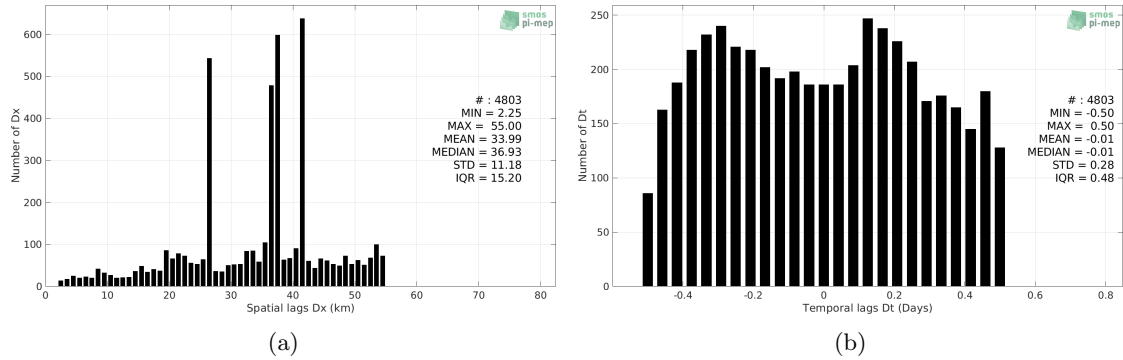 smos
pi-mep
600
500
400
300
200
100
0
Number of Dx
# : 4803
MIN = 2.25
MAX = 55.00
MEAN = 33.99
MEDIAN = 36.93
STD = 11.18
IQR = 15.20
0 10 20 30 40 50 60 70 80
Spatial lags Dx (km)
(a)
smos
pi-mep
250
200
150
100
50
0
Number of Dt
# : 4803
MIN = -0.50
MAX = 0.50
MEAN = -0.01
MEDIAN = -0.01
STD = 0.28
IQR = 0.48
-0.4 -0.2 0 0.2 0.4 0.6 0.8
Temporal lags Dt (Days)
(b)